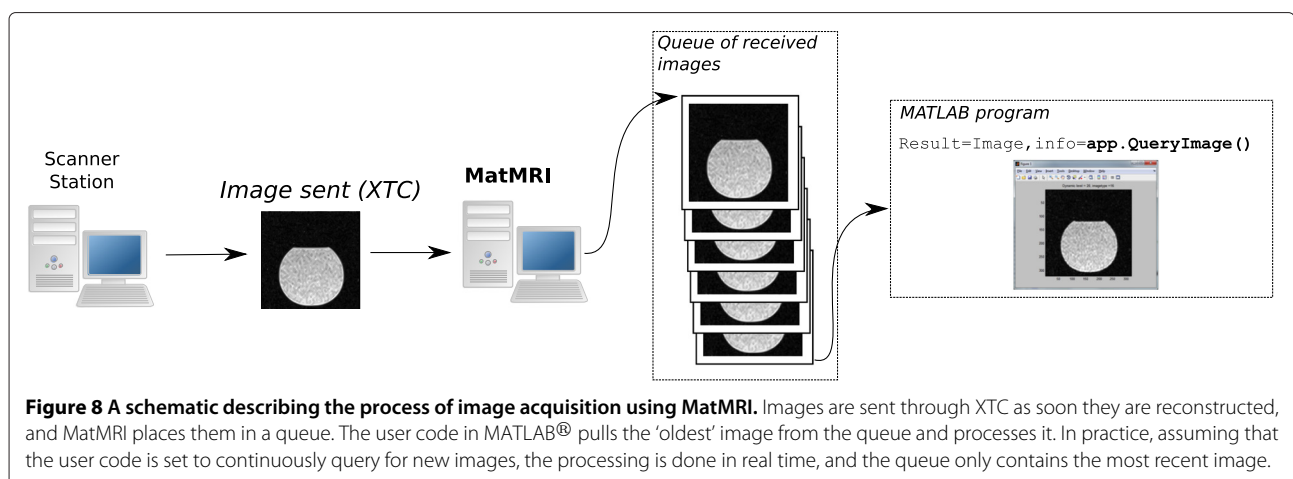 Queue of received
images
Scanner
Station
Image sent (XTC)
MatMRI
MATLAB program
Result=Image,info=app.QueryImage()
Figure 8 A schematic describing the process of image acquisition using MatMRI. Images are sent through XTC as soon they are reconstructed,
and MatMRI places them in a queue. The user code in MATLAB® pulls the ‘oldest’ image from the queue and processes it. In practice, assuming that
the user code is set to continuously query for new images, the processing is done in real time, and the queue only contains the most recent image.